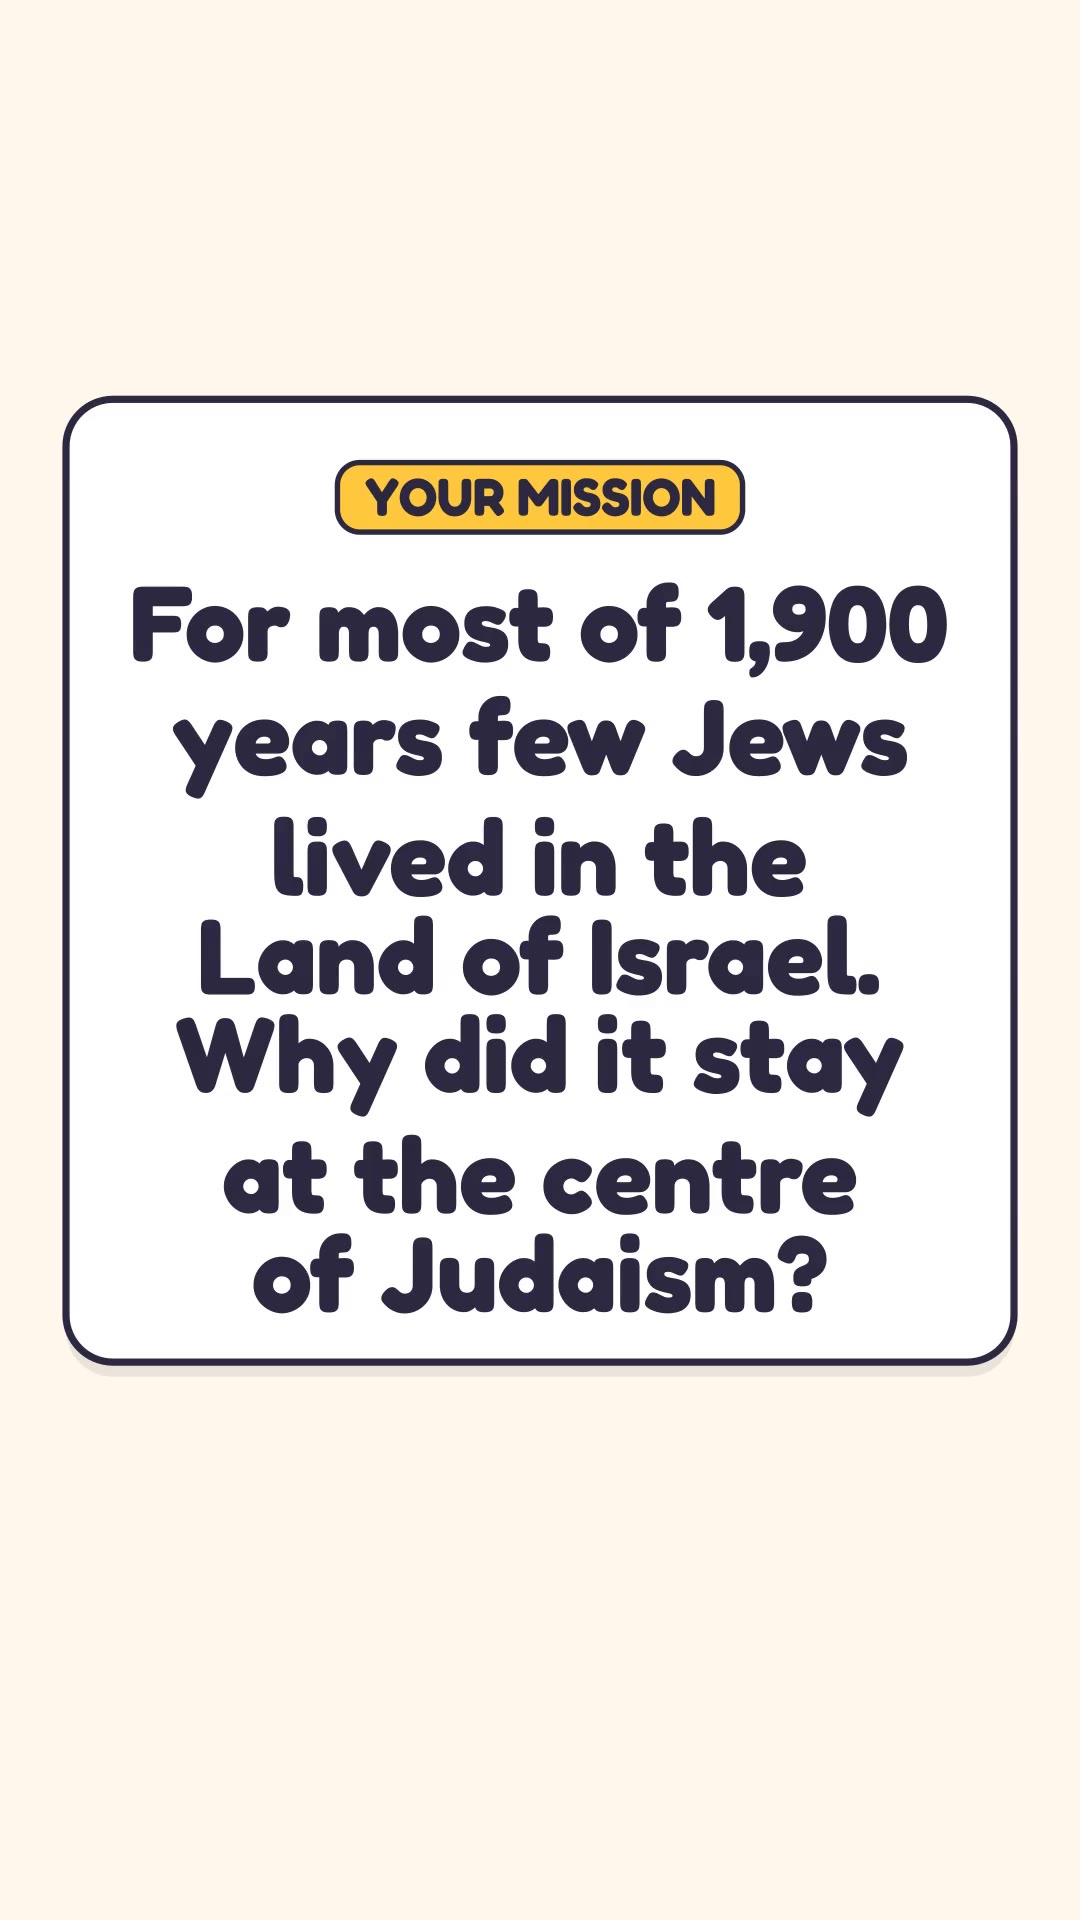 YOUR MISSION
For most of 1,900
years few Jews
lived in the
Land of Israel.
Why did it stay
at the centre
of Judaism?